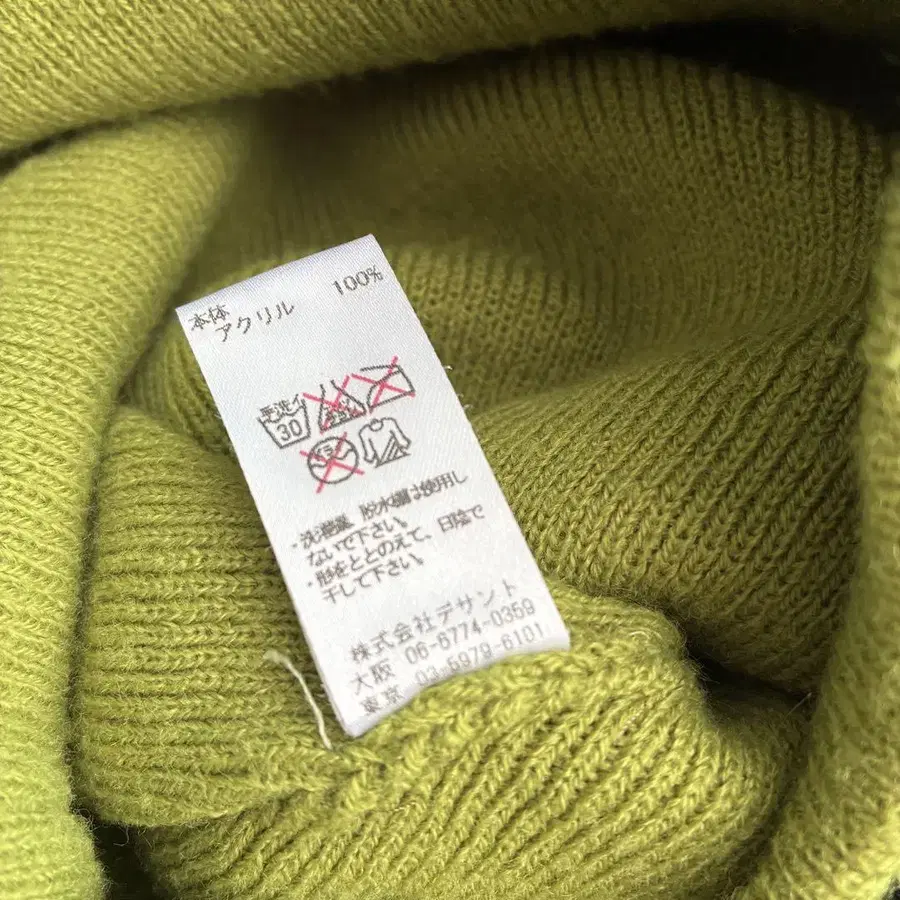 本体
アクリル 100%
手洗イ
30
・洗濯機、脱水機は使用し
ないで下さい。
・形をととのえて、日陰で
干して下さい。
株式会社デサント
大阪 06-6774-0359
東京 03-5979-6101